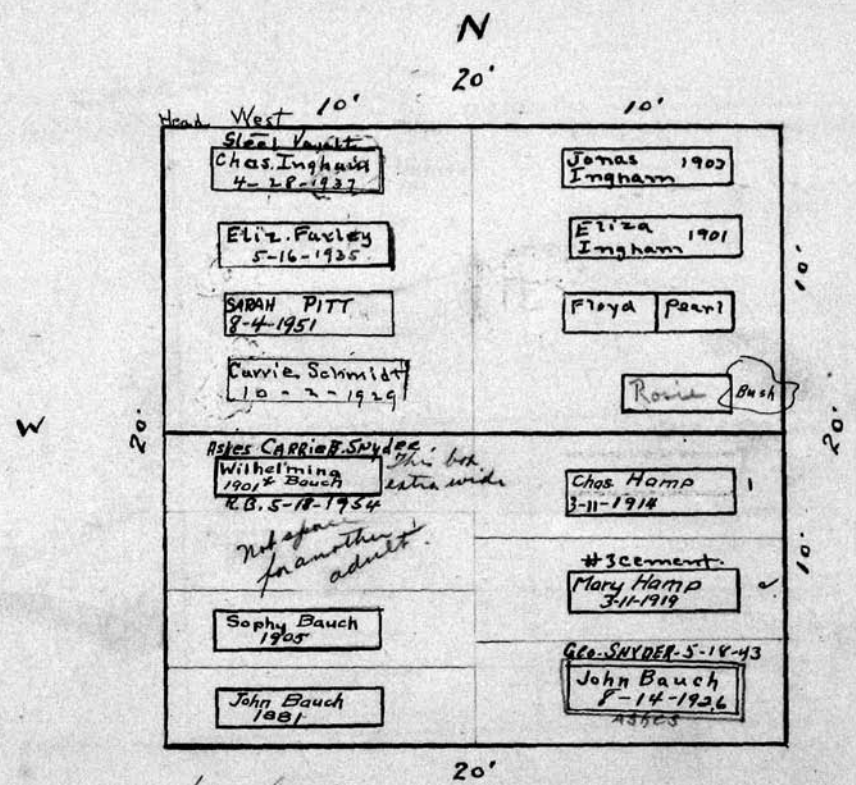 N
20'
10' 10'
Head West
Steel Vault
Chas. Ingham
4-28-1937
Eliz. Farley
5-16-1935
SARAH PITT
8-4-1951
Carrie Schmidt
10-2-1929
Jonas 1903
Ingham
Eliza 1901
Ingham
Floyd Pearl
Rosie Bush
10'
W
20'
20'
Ashes CARRIE B. SNYder
Wilhelmina
1901 * Bauch
R.B. 5-18-1954
This box
extra wide
Not space
for another
adult.
Sophy Bauch
1905
John Bauch
1881
Chas Hamp 1
3-11-1914
#3 cement.
Mary Hamp 2
3-11-1919
10'
Geo. SNYDER-5-18-43
John Bauch
8-14-1926
ASHES
20'